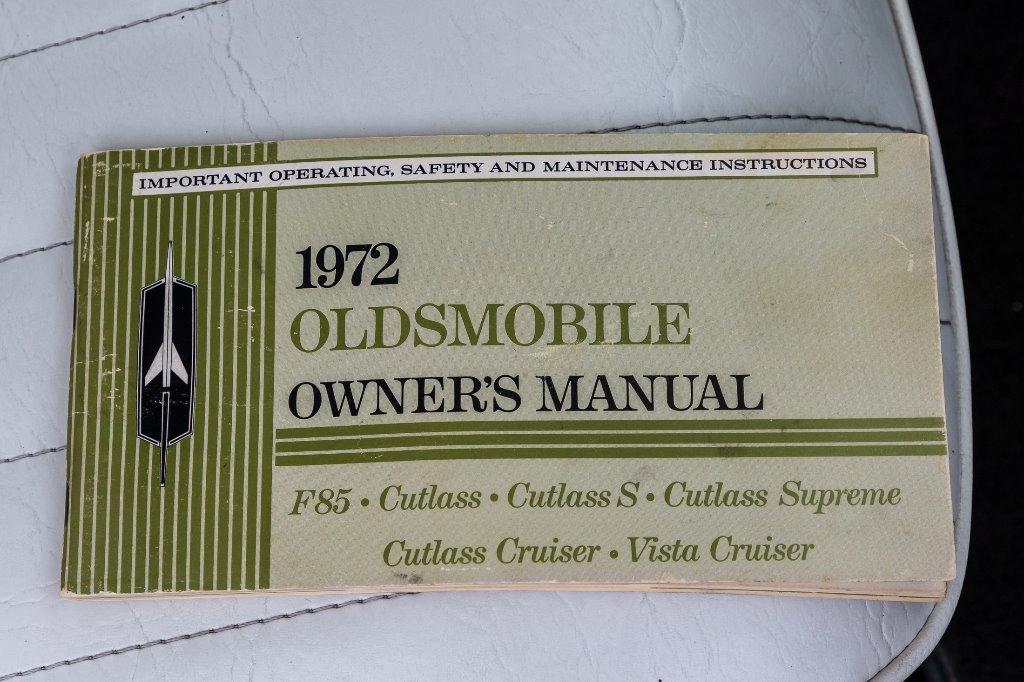 IMPORTANT OPERATING, SAFETY AND MAINTENANCE INSTRUCTIONS
1972
OLDSMOBILE
OWNER'S MANUAL
F85 • Cutlass • Cutlass S • Cutlass Supreme
Cutlass Cruiser • Vista Cruiser